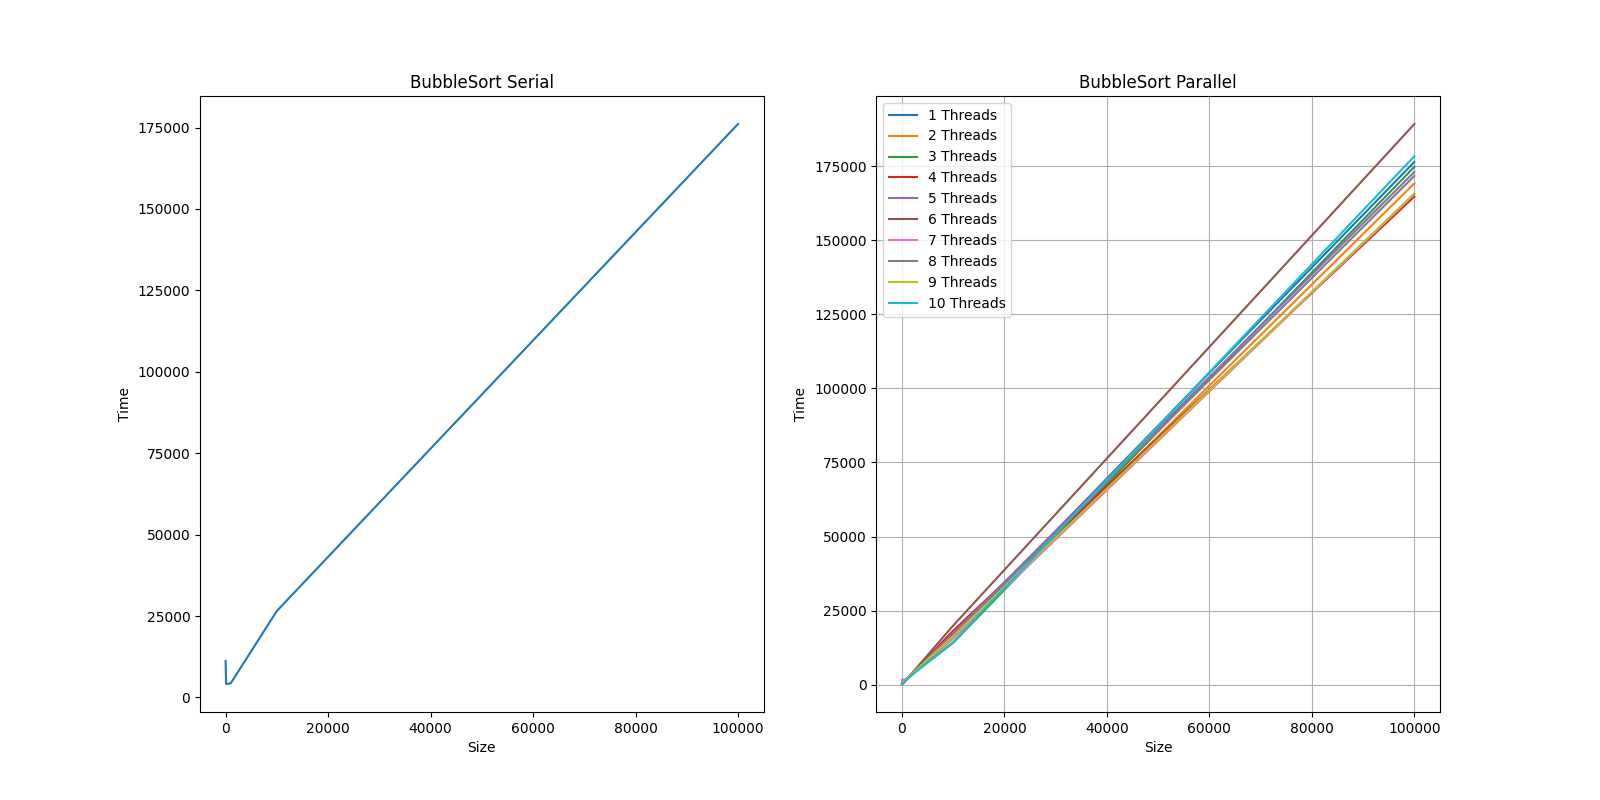 BubbleSort Serial
175000
150000
125000
100000
75000
50000
25000
0
Time
0 20000 40000 60000 80000 100000
Size
BubbleSort Parallel
1 Threads
2 Threads
3 Threads
4 Threads
5 Threads
6 Threads
7 Threads
8 Threads
9 Threads
10 Threads
175000
150000
125000
100000
75000
50000
25000
0
Time
0 20000 40000 60000 80000 100000
Size